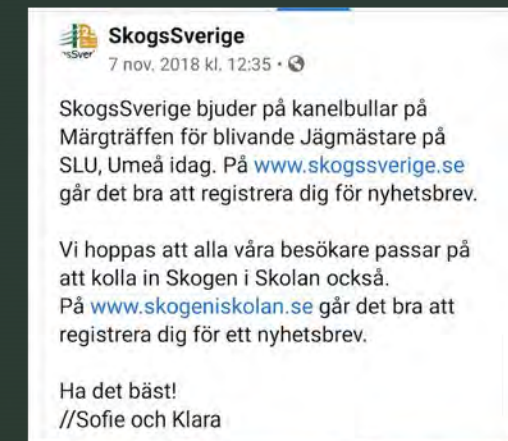 SkogsSverige
7 nov. 2018 kl. 12:35 •
SkogsSverige bjuder på kanelbullar på
Märgträffen för blivande Jägmästare på
SLU, Umeå idag. På www.skogssverige.se
går det bra att registrera dig för nyhetsbrev.
Vi hoppas att alla våra besökare passar på
att kolla in Skogen i Skolan också.
På www.skogeniskolan.se går det bra att
registrera dig för ett nyhetsbrev.
Ha det bäst!
//Sofie och Klara